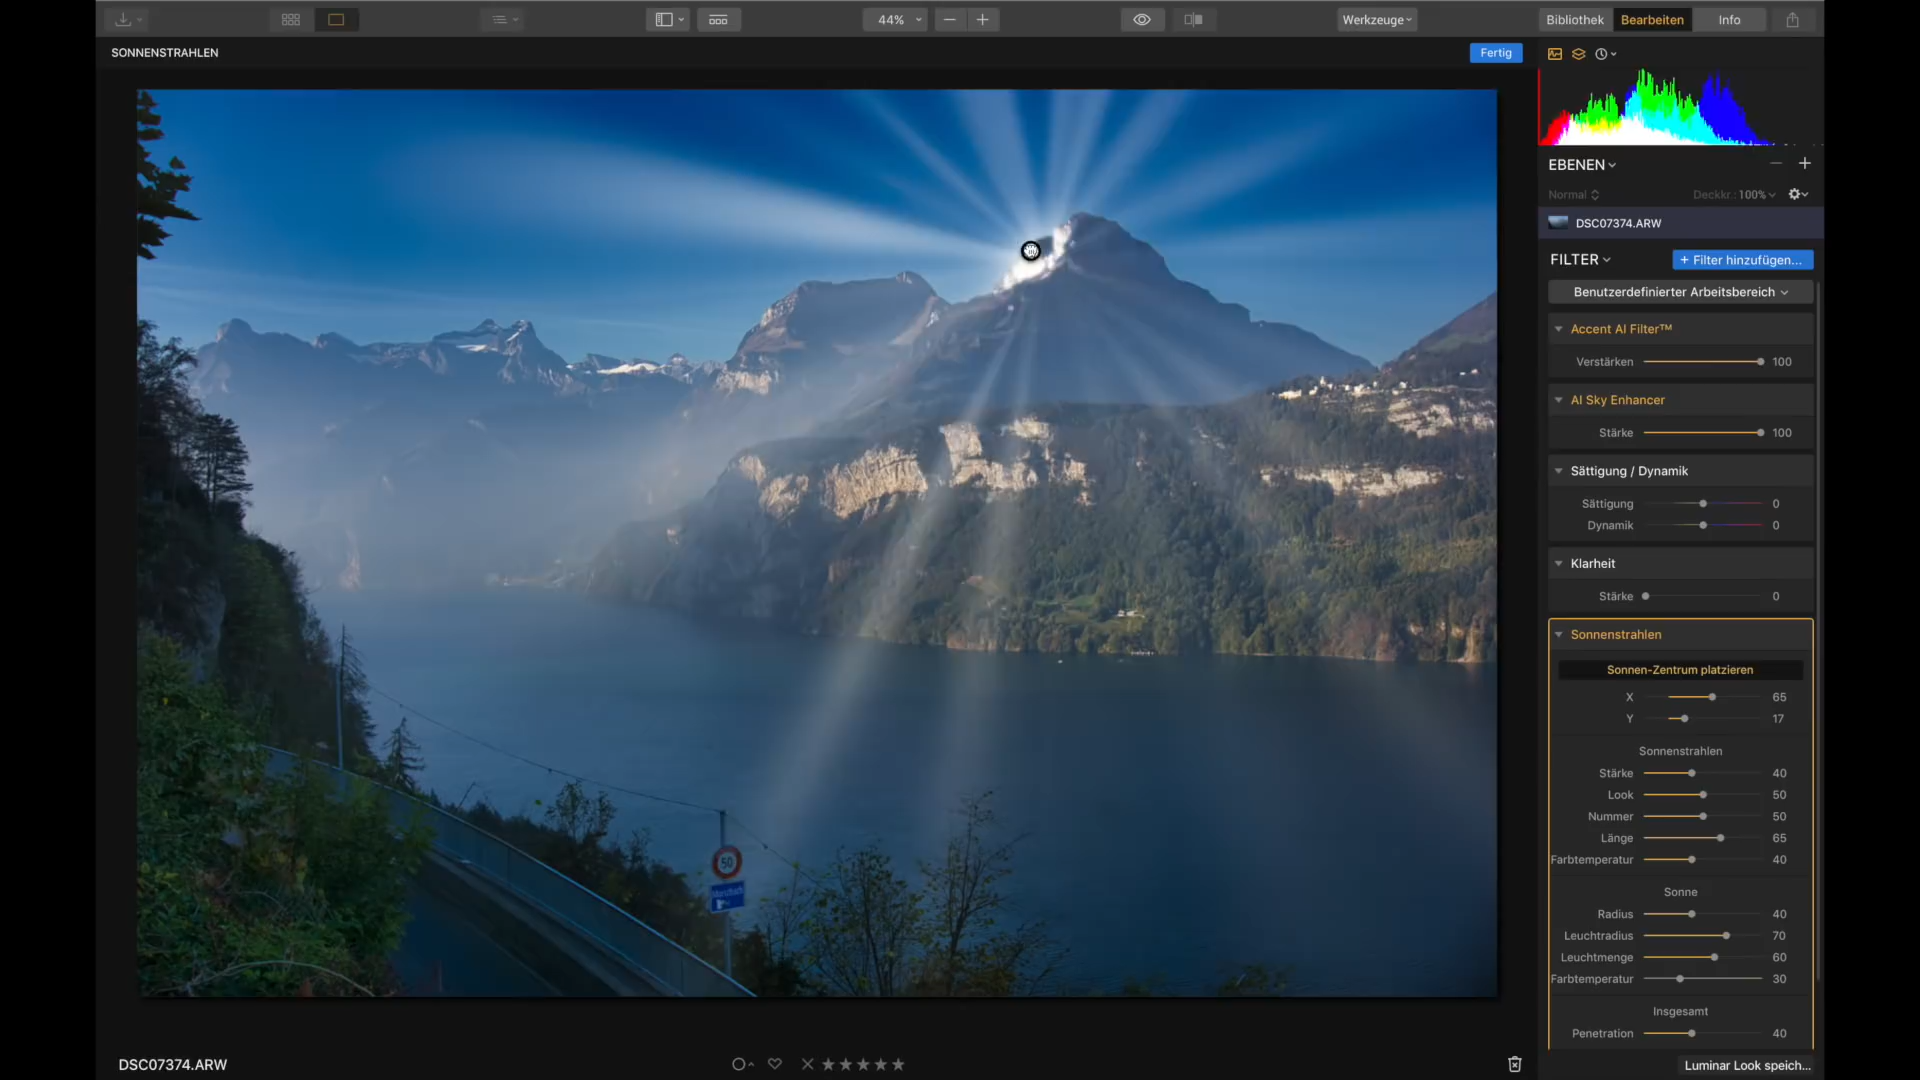 44%
Werkzeuge
Bibliothek
Bearbeiten
Info
SONNENSTRAHLEN
Fertig
EBENEN
Normal
Deckkr.: 100%
DSC07374.ARW
FILTER
+ Filter hinzufügen...
Benutzerdefinierter Arbeitsbereich
Accent AI Filter™
Verstärken 100
AI Sky Enhancer
Stärke 100
Sättigung / Dynamik
Sättigung 0
Dynamik 0
Klarheit
Stärke 0
Sonnenstrahlen
Sonnen-Zentrum platzieren
X 65
Y 17
Sonnenstrahlen
Stärke 40
Look 50
Nummer 50
Länge 65
Farbtemperatur 40
Sonne
Radius 40
Leuchtradius 70
Leuchtmenge 60
Farbtemperatur 30
Insgesamt
Penetration 40
50
Morschach
DSC07374.ARW
Luminar Look speich...